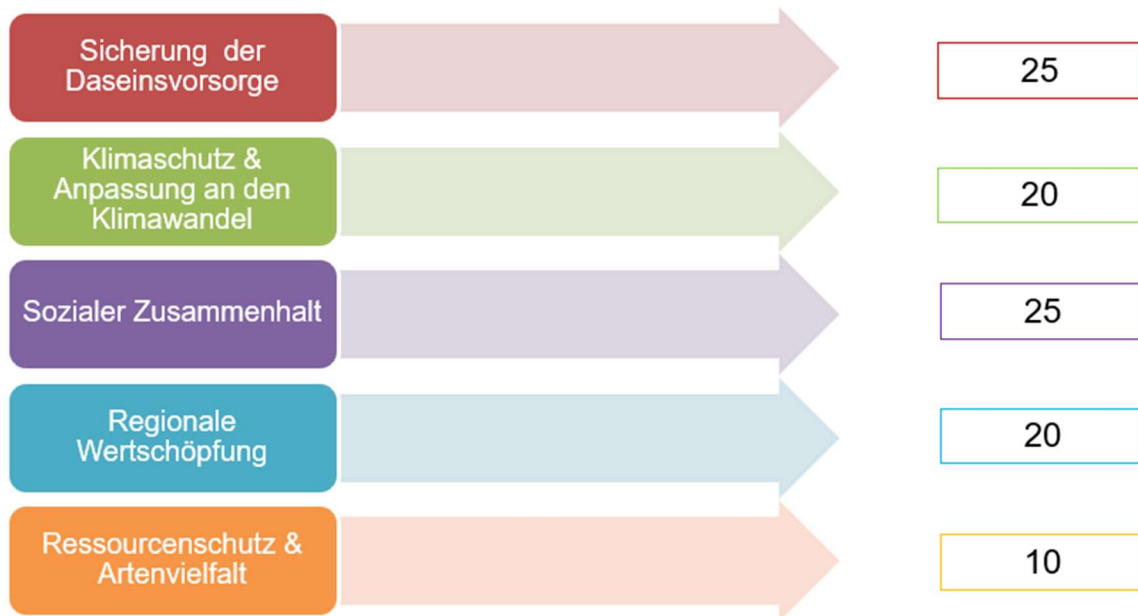 Sicherung der
Daseinsvorsorge
25
Klimaschutz &
Anpassung an den
Klimawandel
20
Sozialer Zusammenhalt
25
Regionale
Wertschöpfung
20
Ressourcenschutz &
Artenvielfalt
10